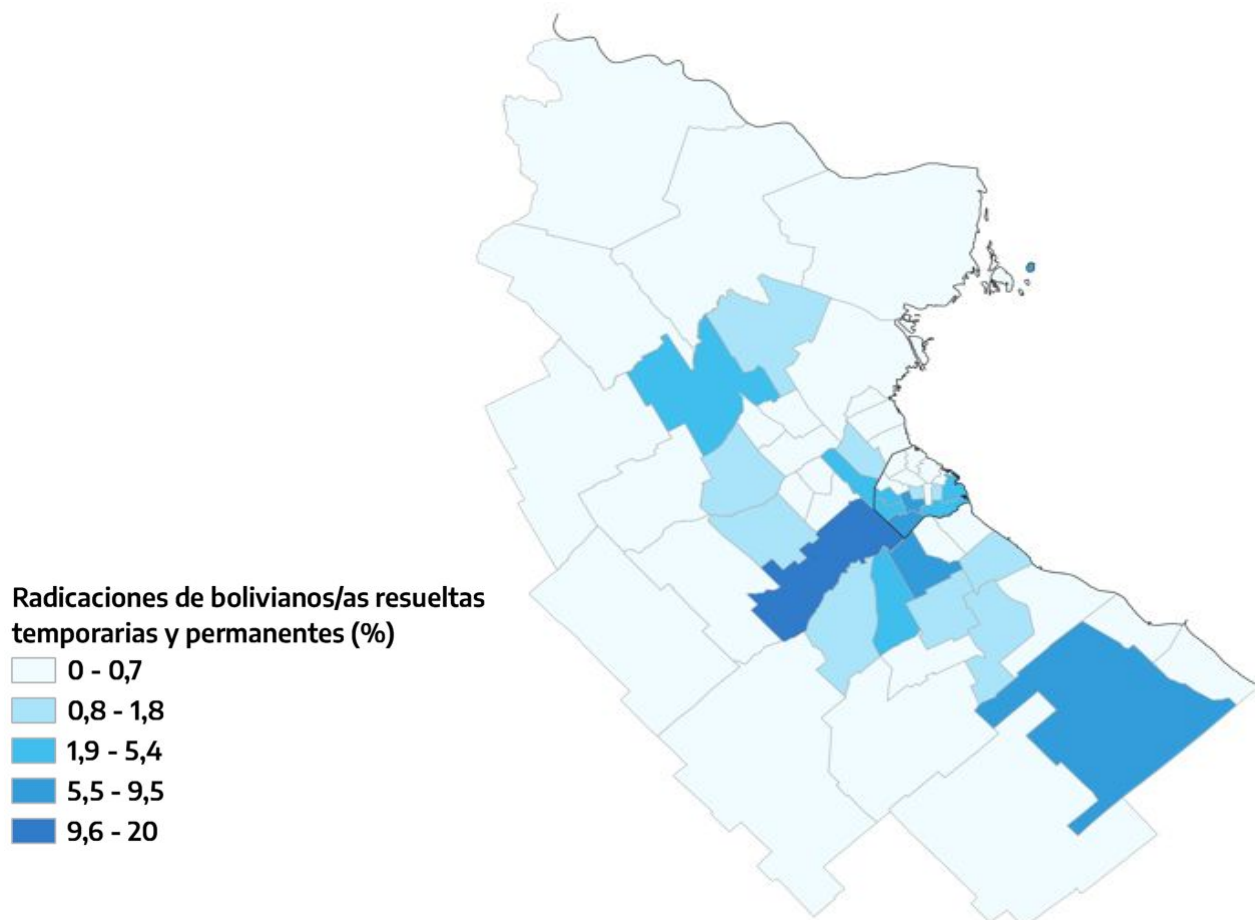 Radicaciones de bolivianos/as resueltas
temporarias y permanentes (%)
0 - 0,7
0,8 - 1,8
1,9 - 5,4
5,5 - 9,5
9,6 - 20